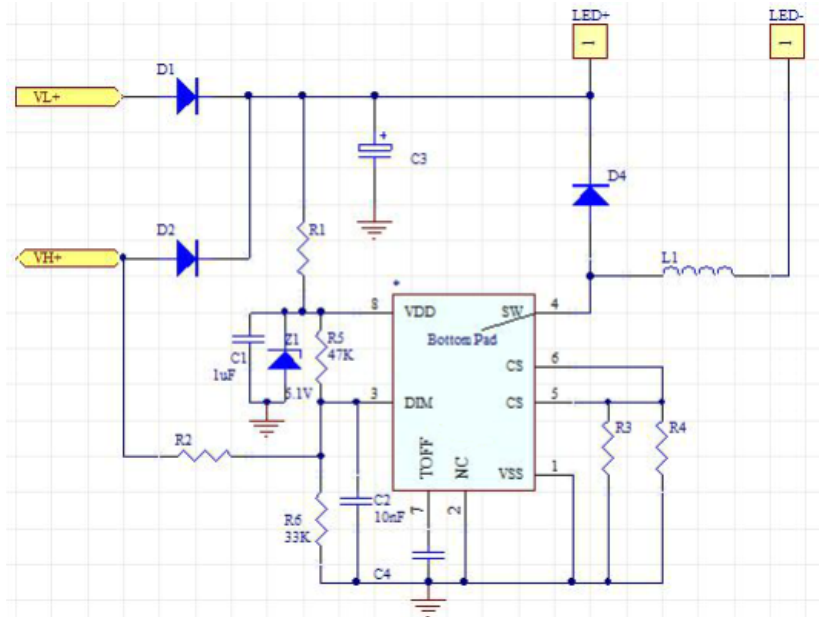 LED+
LED-
1
1
D1
VL+
+
C3
D4
D2
R1
VH+
L1
*
8
VDD
SW
4
Z1
R5
47K
Bottom Pad
C1
1uF
CS
6
5.1V
3
DIM
CS
5
R3
R4
R2
TOFF
NC
VSS
1
C2
10nF
R6
33K
7
2
C4